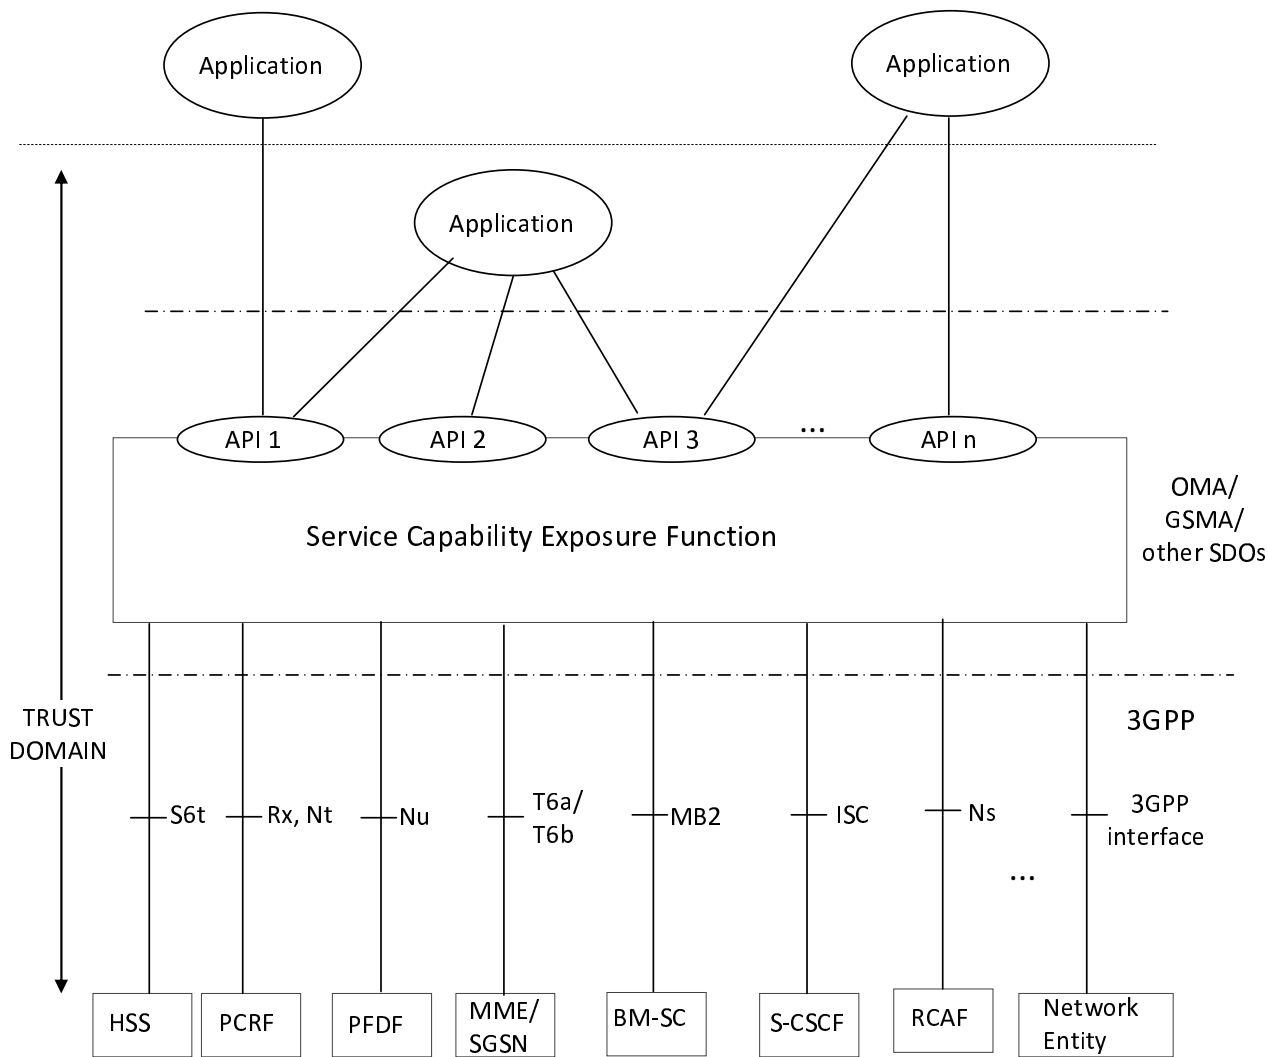 Application
Application
Application
API 1
API 2
API 3
...
API n
OMA/
GSMA/
other SDOs
Service Capability Exposure Function
TRUST
DOMAIN
3GPP
S6t
Rx, Nt
Nu
T6a/
T6b
MB2
ISC
Ns
3GPP
interface
...
HSS
PCRF
PFDF
MME/
SGSN
BM-SC
S-CSCF
RCAF
Network
Entity